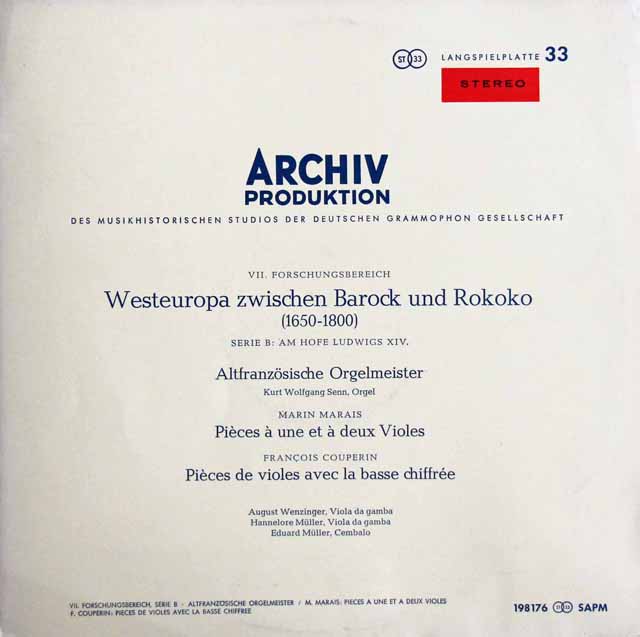 ST 33 LANGSPIELPLATTE 33
STEREO
ARCHIV
PRODUKTION
DES MUSIKHISTORISCHEN STUDIOS DER DEUTSCHEN GRAMMOPHON GESELLSCHAFT
VII. FORSCHUNGSBEREICH
Westeuropa zwischen Barock und Rokoko
(1650-1800)
SERIE B: AM HOFE LUDWIGS XIV.
Altfranzösische Orgelmeister
Kurt Wolfgang Senn, Orgel
MARIN MARAIS
Pièces à une et à deux Violes
FRANÇOIS COUPERIN
Pièces de violes avec la basse chiffrée
August Wenzinger, Viola da gamba
Hannelore Müller, Viola da gamba
Eduard Müller, Cembalo
VII. FORSCHUNGSBEREICH, SERIE B · ALTFRANZÖSISCHE ORGELMEISTER / M. MARAIS: PIECES A UNE ET A DEUX VIOLES
F. COUPERIN: PIECES DE VIOLES AVEC LA BASSE CHIFFREE
198176 ST 33 SAPM